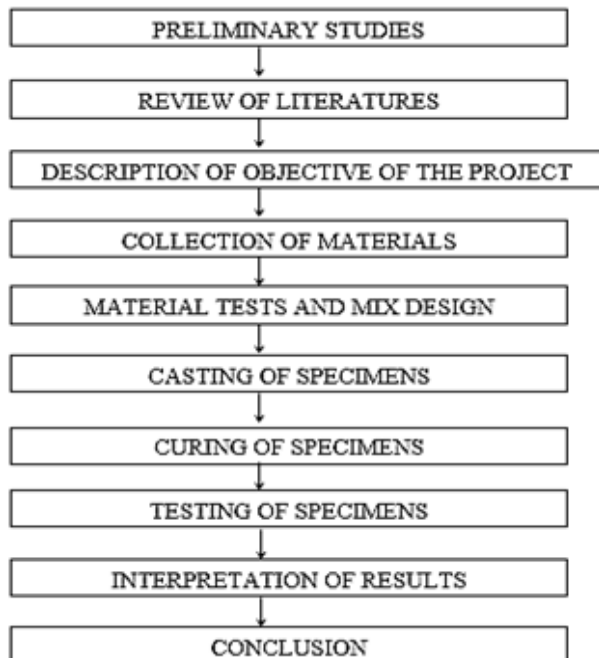 PRELIMINARY STUDIES
REVIEW OF LITERATURES
DESCRIPTION OF OBJECTIVE OF THE PROJECT
COLLECTION OF MATERIALS
MATERIAL TESTS AND MIX DESIGN
CASTING OF SPECIMENS
CURING OF SPECIMENS
TESTING OF SPECIMENS
INTERPRETATION OF RESULTS
CONCLUSION